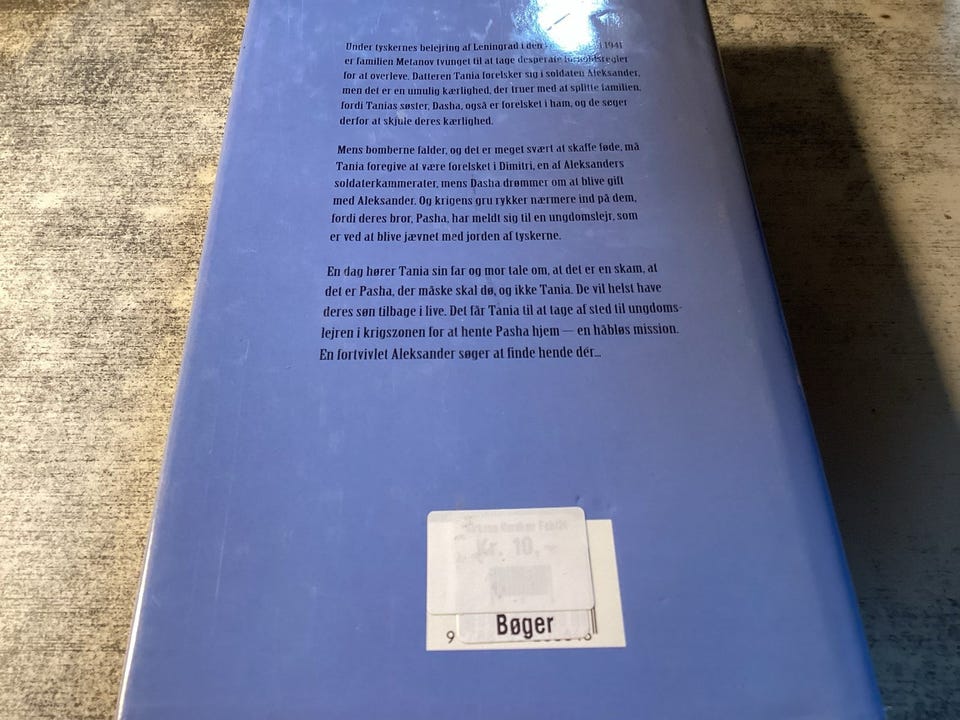 Under tyskernes belejring af Leningrad i den 1941
er familien Metanov tvunget til at tage desperate forholdsregler
for at overleve. Datteren Tania forelsker sig i soldaten Aleksander,
men det er en umulig kærlighed, der truer med at splitte familien,
fordi Tanias søster, Dasha, også er forelsket i ham, og de søger
derfor at skjule deres kærlighed.
Mens bomberne falder, og det er meget svært at skaffe føde, må
Tania foregive at være forelsket i Dimitri, en af Aleksanders
soldaterkammerater, mens Dasha drømmer om at blive gift
med Aleksander. Og krigens gru rykker nærmere ind på dem,
fordi deres bror, Pasha, har meldt sig til en ungdomslejr, som
er ved at blive jævnet med jorden af tyskerne.
En dag hører Tania sin far og mor tale om, at det er en skam, at
det er Pasha, der måske skal dø, og ikke Tania. De vil helst have
deres søn tilbage i live. Det får Tania til at tage af sted til ungdoms-
lejren i krigszonen for at hente Pasha hjem — en håbløs mission.
En fortvivlet Aleksander søger at finde hende dér...
Kr. 10,-
Bøger
9